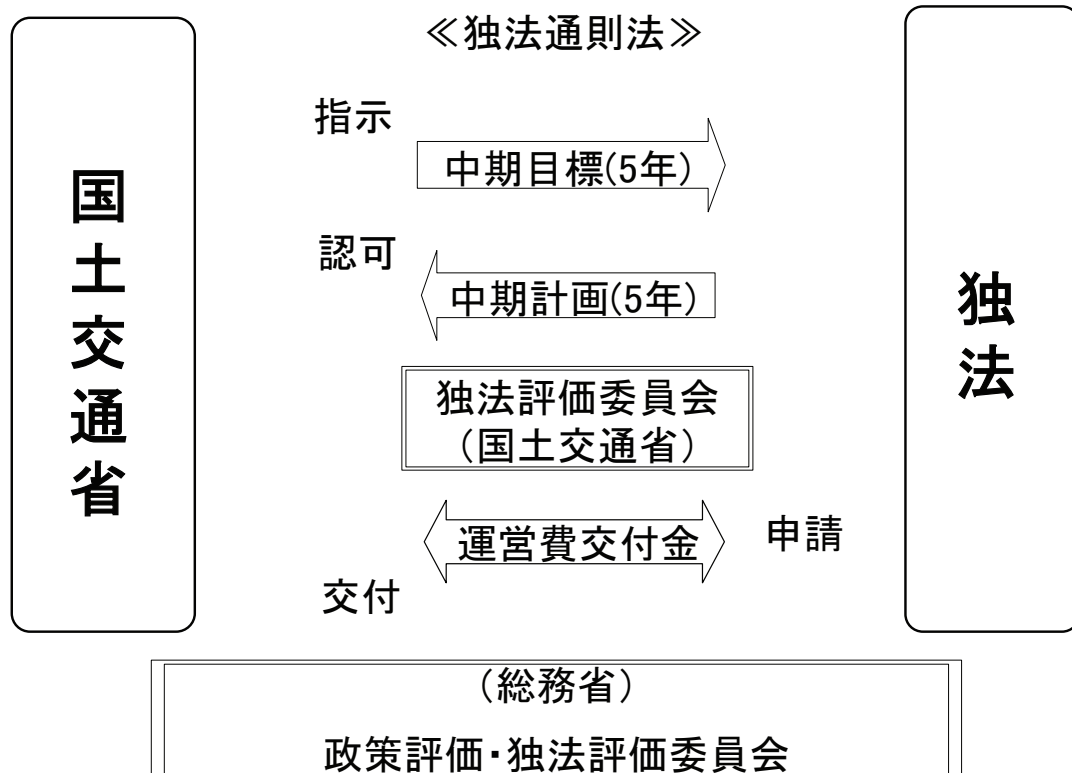 ≪独法通則法≫
国土交通省
指示
中期目標(5年)
認可
中期計画(5年)
独法
独法評価委員会
(国土交通省)
運営費交付金
申請
交付
(総務省)
政策評価・独法評価委員会